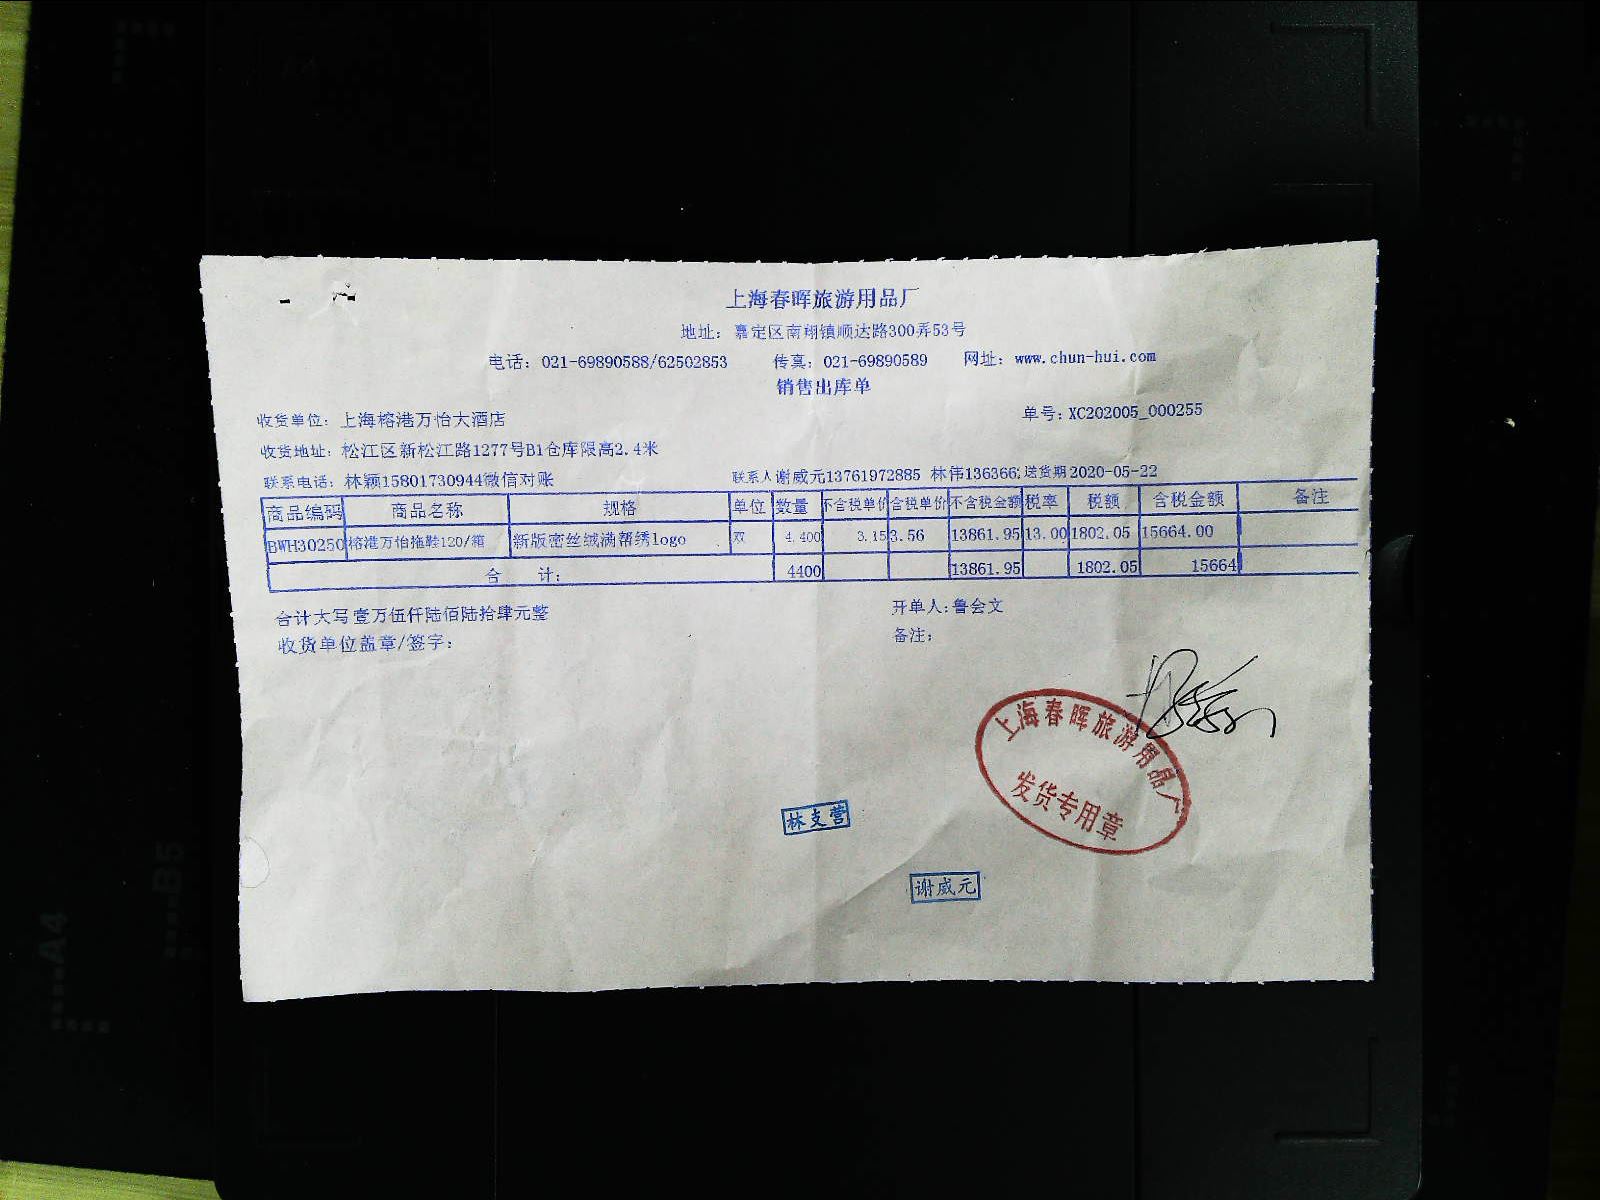 上海春晖旅游用品厂
地址：嘉定区南翔镇顺达路300弄53号
电话：021-69890588/62502853 传真：021-69890589 网址：www.chun-hui.com
销售出库单
收货单位：上海榕港万怡大酒店 单号：XC202005_000255
收货地址：松江区新松江路1277号B1仓库限高2.4米
联系电话：林颖15801730944微信对账 联系人谢威元13761972885 林伟136366 送货期2020-05-22
商品编码 商品名称 规格 单位 数量 不含税单价 含税单价 不含税金额 税率 税额 含税金额 备注
BWH30250 榕港万怡拖鞋120/箱 新版密丝绒满帮绣logo 双 4.400 3.15 3.56 13861.95 13.00 1802.05 15664.00
合 计： 4400 13861.95 1802.05 15664
合计大写壹万伍仟陆佰陆拾肆元整 开单人：鲁会文
收货单位盖章/签字： 备注：
上海春晖旅游用品厂
发货专用章
林支营
谢威元
A4
B5